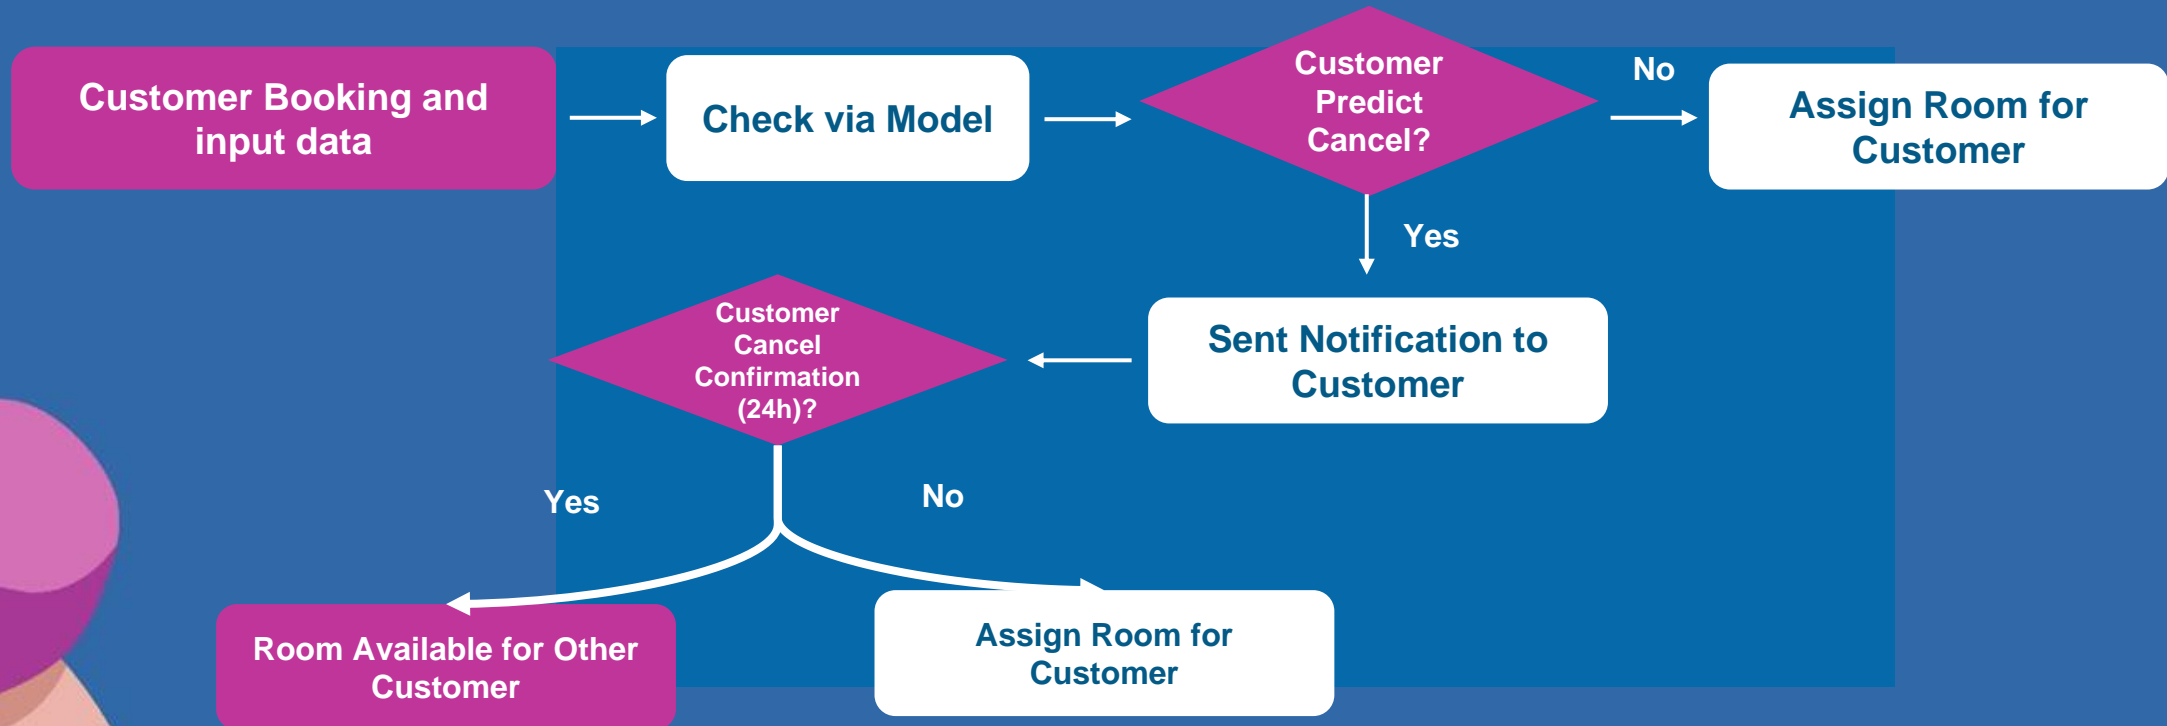 Customer Booking and
input data
Check via Model
Customer
Predict
Cancel?
No
Assign Room for
Customer
Yes
Sent Notification to
Customer
Customer
Cancel
Confirmation
(24h)?
Yes
No
Room Available for Other
Customer
Assign Room for
Customer